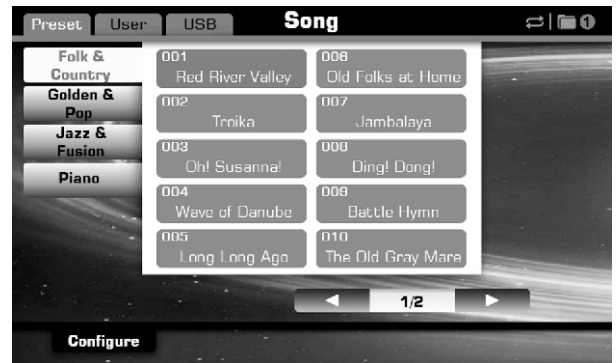 Preset User USB Song 1
Folk &
Country
Golden &
Pop
Jazz &
Fusion
Piano
001
Red River Valley
002
Troika
003
Oh! Susanna!
004
Wave of Danube
005
Long Long Ago
006
Old Folks at Home
007
Jambalaya
008
Ding! Dong!
009
Battle Hymn
010
The Old Gray Mare
1/2
Configure